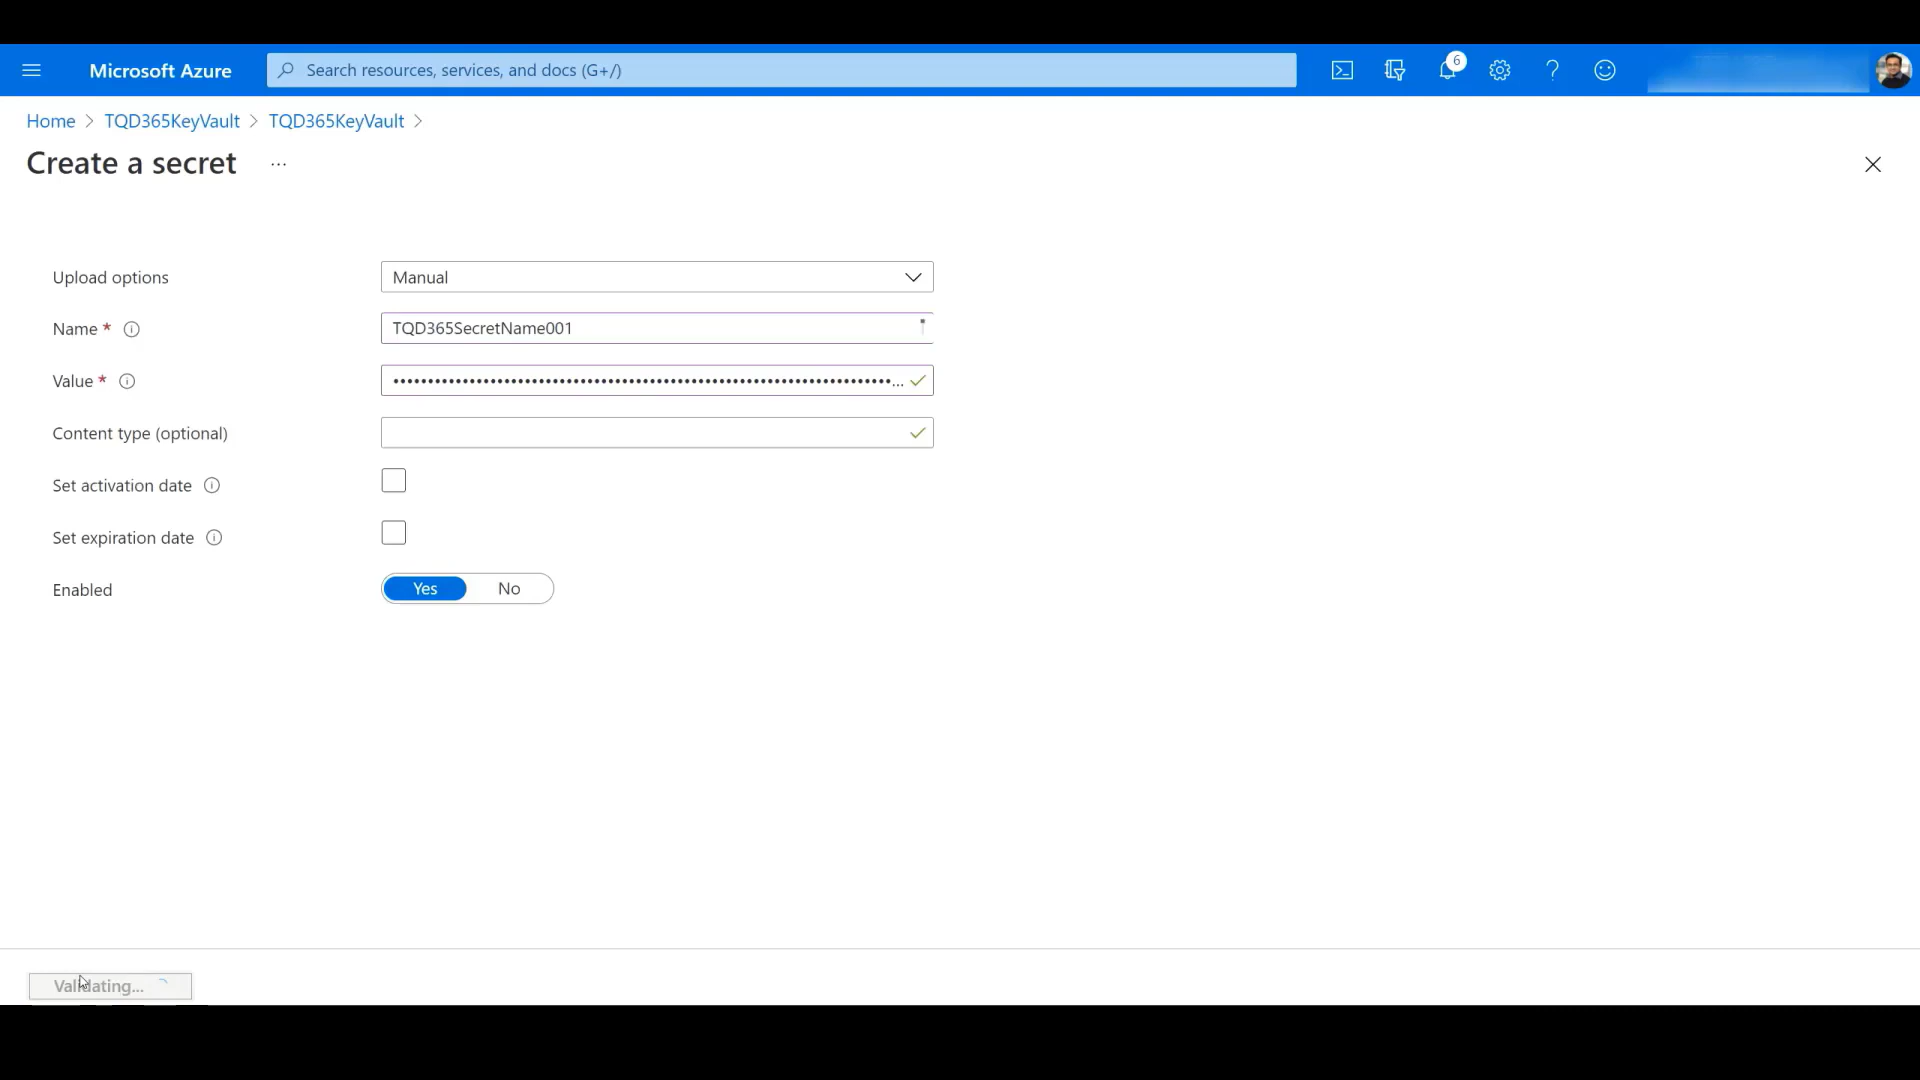 Microsoft Azure
Search resources, services, and docs (G+/)
6
Home > TQD365KeyVault > TQD365KeyVault >
Create a secret ...
Upload options
Manual
Name *
TQD365SecretName001
Value *
Content type (optional)
Set activation date
Set expiration date
Enabled
Yes No
Validating...